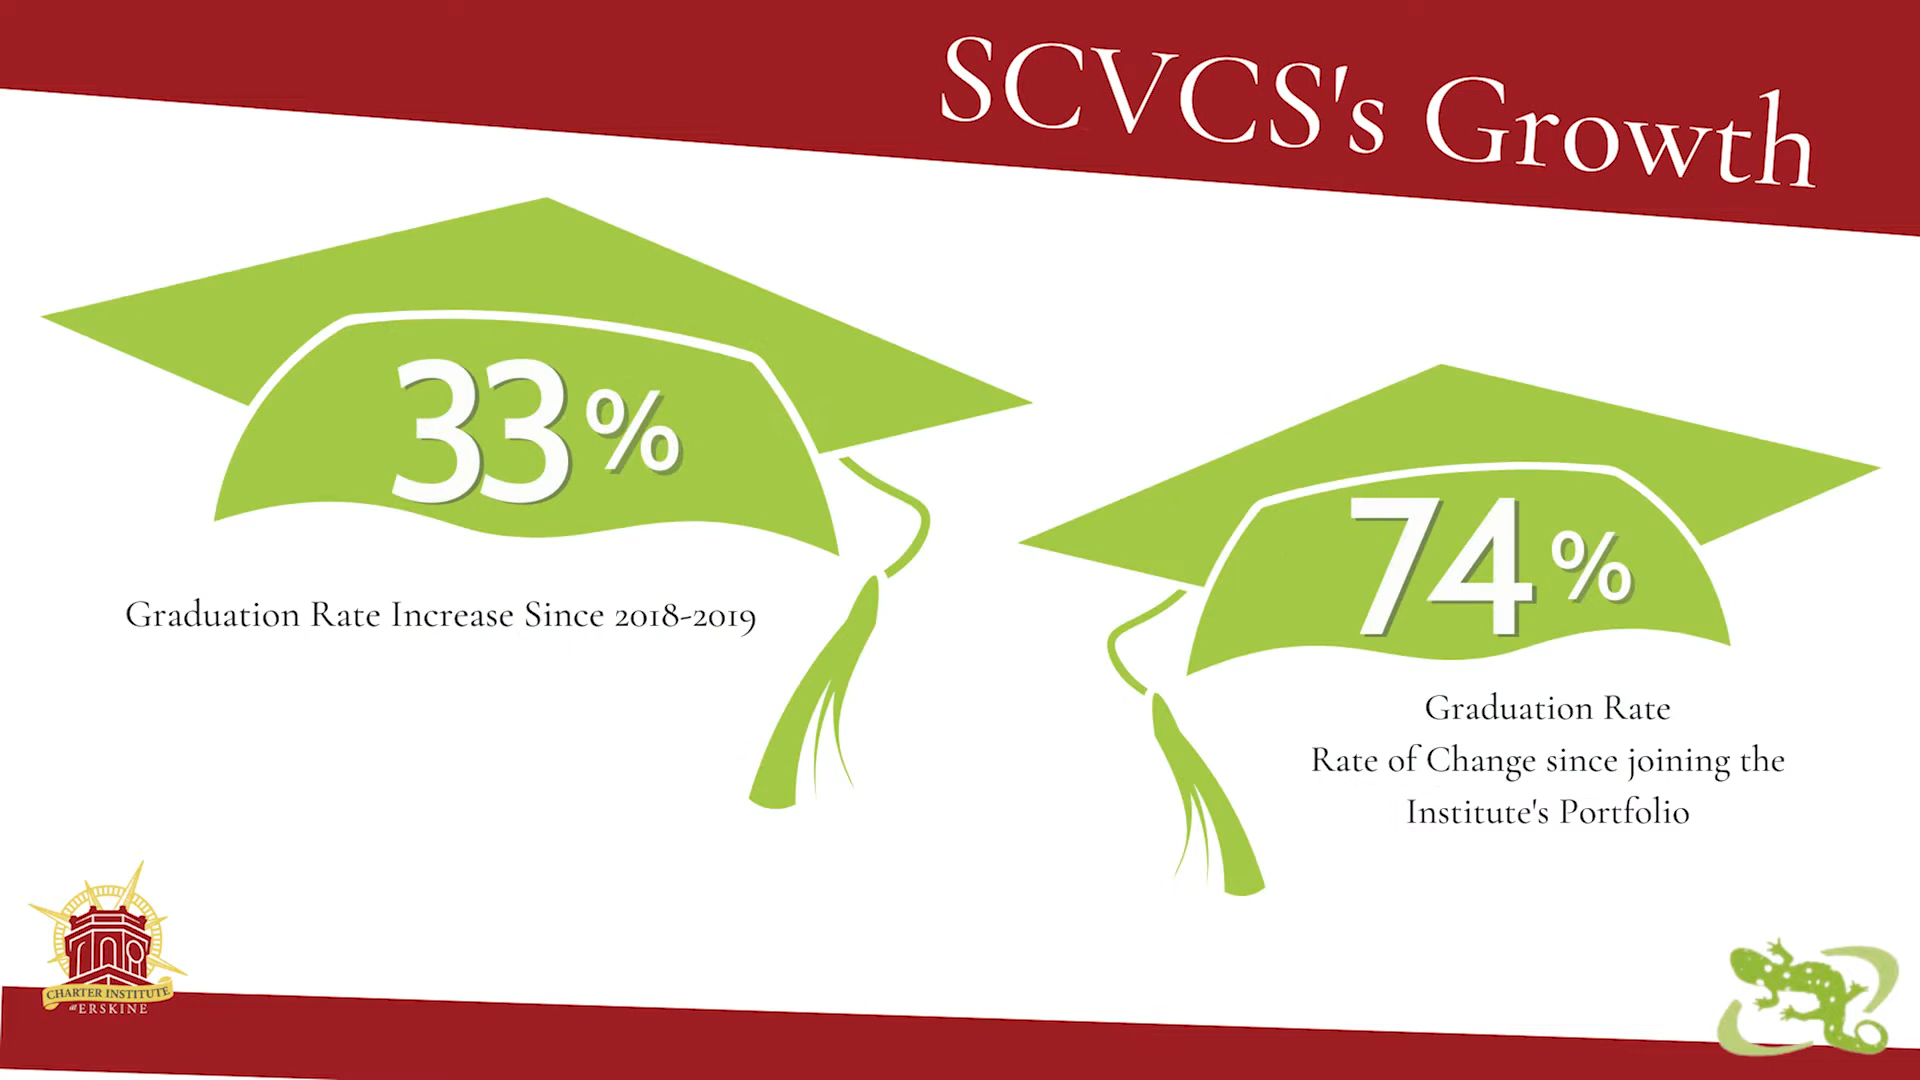 SCVCS's Growth
33%
Graduation Rate Increase Since 2018-2019
74%
Graduation Rate
Rate of Change since joining the
Institute's Portfolio
CHARTER INSTITUTE
at ERSKINE